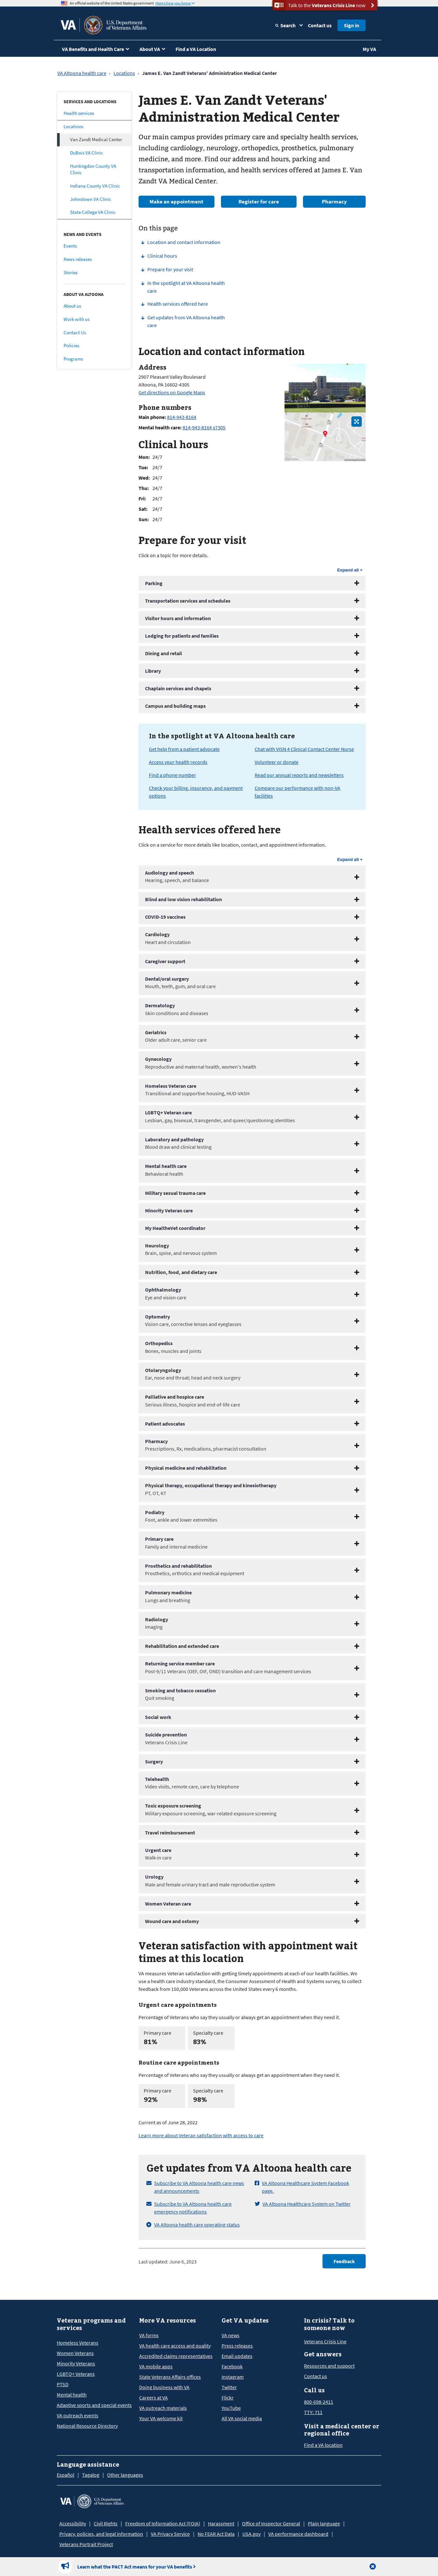 An official website of the United States government. Here's how you know
Talk to the Veterans Crisis Line now
VA
U.S. Department of Veterans Affairs
Search
Contact us
Sign in
VA Benefits and Health Care
About VA
Find a VA Location
My VA
VA Altoona health care › Locations › James E. Van Zandt Veterans' Administration Medical Center
SERVICES AND LOCATIONS
Health services
Locations
Van Zandt Medical Center
DuBois VA Clinic
Huntingdon County VA
Clinic
Indiana County VA Clinic
Johnstown VA Clinic
State College VA Clinic
NEWS AND EVENTS
Events
News releases
Stories
ABOUT VA ALTOONA
About us
Work with us
Contact Us
Policies
Programs
James E. Van Zandt Veterans'
Administration Medical Center
Our main campus provides primary care and specialty health services,
including cardiology, neurology, orthopedics, pulmonary medicine,
podiatry, mental health care, treatment for blindness and low vision,
oncology, and more. Our address and hours are below, along with
information about parking, transportation, and health services offered at James E. Van
Zandt VA Medical Center.
Make an appointment
Register for care
Pharmacy
On this page
Location and contact information
Clinical hours
Prepare for your visit
In the spotlight at VA Altoona health
care
Health services offered here
Get updates from VA Altoona health
care
Location and contact information
Address
2907 Pleasant Valley Boulevard
Altoona, PA 16602-4305
Get directions on Google Maps
Phone numbers
Main phone: 814-943-8164
Mental health care: 814-943-8164 x7305
Clinical hours
Mon: 24/7
Tue: 24/7
Wed: 24/7
Thu: 24/7
Fri: 24/7
Sat: 24/7
Sun: 24/7
Prepare for your visit
Click on a topic for more details.
Expand all +
Parking
Transportation services and schedules
Visitor hours and information
Lodging for patients and families
Dining and retail
Library
Chaplain services and chapels
Campus and building maps
In the spotlight at VA Altoona health care
Get help from a patient advocate
Chat with VISN 4 Clinical Contact Center Nurse
Access your health records
Volunteer or donate
Find a phone number
Read our annual reports and newsletters
Check your billing, insurance, and payment
options
Compare our performance with non-VA
facilities
Health services offered here
Click on a service for more details like location, contact, and appointment information.
Expand all +
Audiology and speech
Hearing, speech, and balance
Blind and low vision rehabilitation
COVID-19 vaccines
Cardiology
Heart and circulation
Caregiver support
Dental/oral surgery
Mouth, teeth, gum, and oral care
Dermatology
Skin conditions and diseases
Geriatrics
Older adult care, senior care
Gynecology
Reproductive and maternal health, women's health
Homeless Veteran care
Transitional and supportive housing, HUD-VASH
LGBTQ+ Veteran care
Lesbian, gay, bisexual, transgender, and queer/questioning identities
Laboratory and pathology
Blood draw and clinical testing
Mental health care
Behavioral health
Military sexual trauma care
Minority Veteran care
My HealtheVet coordinator
Neurology
Brain, spine, and nervous system
Nutrition, food, and dietary care
Ophthalmology
Eye and vision care
Optometry
Vision care, corrective lenses and eyeglasses
Orthopedics
Bones, muscles and joints
Otolaryngology
Ear, nose and throat; head and neck surgery
Palliative and hospice care
Serious illness, hospice and end-of-life care
Patient advocates
Pharmacy
Prescriptions, Rx, medications, pharmacist consultation
Physical medicine and rehabilitation
Physical therapy, occupational therapy and kinesiotherapy
PT, OT, KT
Podiatry
Foot, ankle and lower extremities
Primary care
Family and internal medicine
Prosthetics and rehabilitation
Prosthetics, orthotics and medical equipment
Pulmonary medicine
Lungs and breathing
Radiology
Imaging
Rehabilitation and extended care
Returning service member care
Post-9/11 Veterans (OEF, OIF, OND) transition and care management services
Smoking and tobacco cessation
Quit smoking
Social work
Suicide prevention
Veterans Crisis Line
Surgery
Telehealth
Video visits, remote care, care by telephone
Toxic exposure screening
Military exposure screening, war-related exposure screening
Travel reimbursement
Urgent care
Walk-in care
Urology
Male and female urinary tract and male reproductive system
Women Veteran care
Wound care and ostomy
Veteran satisfaction with appointment wait
times at this location
VA measures Veteran satisfaction with getting timely appointments at each of our health facilities. We
use a health care industry standard, the Consumer Assessment of Health and Systems survey, to collect
input from 150,000 Veterans across the United States every 6 months.
Urgent care appointments
Percentage of Veterans who say they usually or always get an appointment when they need it.
Primary care
81%
Specialty care
83%
Routine care appointments
Percentage of Veterans who say they usually or always get an appointment when they need it.
Primary care
92%
Specialty care
98%
Current as of June 28, 2022
Learn more about Veteran satisfaction with access to care
Get updates from VA Altoona health care
Subscribe to VA Altoona health care news
and announcements
VA Altoona Healthcare System Facebook
page.
Subscribe to VA Altoona health care
emergency notifications
VA Altoona Healthcare System on Twitter
VA Altoona health care operating status
Last updated: June 6, 2023
Feedback
Veteran programs and
services
Homeless Veterans
Women Veterans
Minority Veterans
LGBTQ+ Veterans
PTSD
Mental health
Adaptive sports and special events
VA outreach events
National Resource Directory
More VA resources
VA forms
VA health care access and quality
Accredited claims representatives
VA mobile apps
State Veterans Affairs offices
Doing business with VA
Careers at VA
VA outreach materials
Your VA welcome kit
Get VA updates
VA news
Press releases
Email updates
Facebook
Instagram
Twitter
Flickr
YouTube
All VA social media
In crisis? Talk to
someone now
Veterans Crisis Line
Get answers
Resources and support
Contact us
Call us
800-698-2411
TTY: 711
Visit a medical center or
regional office
Find a VA location
Language assistance
Español | Tagalog | Other languages
VA
U.S. Department of Veterans Affairs
Accessibility | Civil Rights | Freedom of Information Act (FOIA) | Harassment | Office of Inspector General | Plain language |
Privacy, policies, and legal information | VA Privacy Service | No FEAR Act Data | USA.gov | VA performance dashboard |
Veterans Portrait Project
Learn what the PACT Act means for your VA benefits